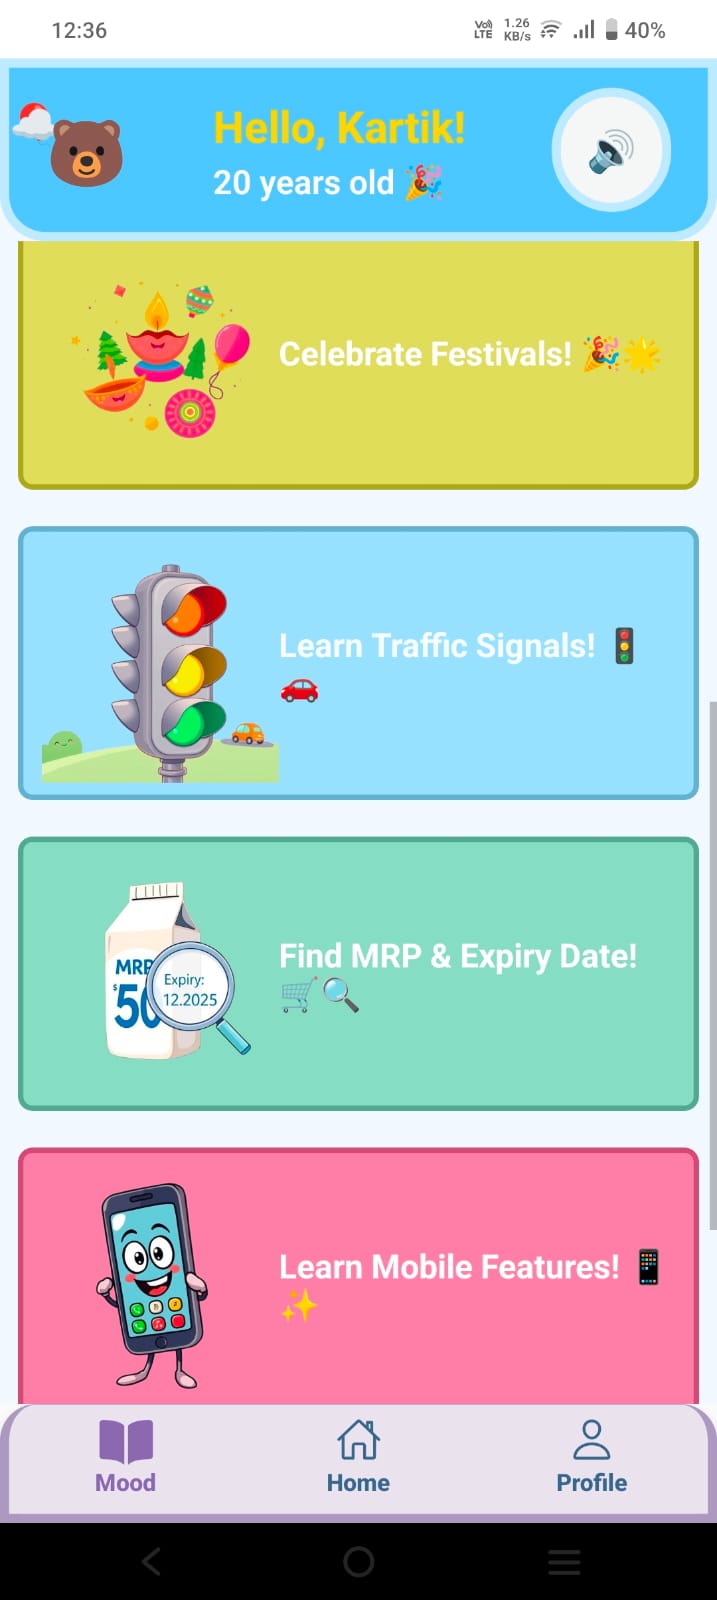 12:36
Vo) LTE 1.26 KB/s 40%
Hello, Kartik!
20 years old 🎉
Celebrate Festivals! 🎉🌟
Learn Traffic Signals! 🚦
🚗
MRP
$50
Expiry:
12.2025
Find MRP & Expiry Date!
🛒🔍
Learn Mobile Features! 📱
✨
Mood
Home
Profile